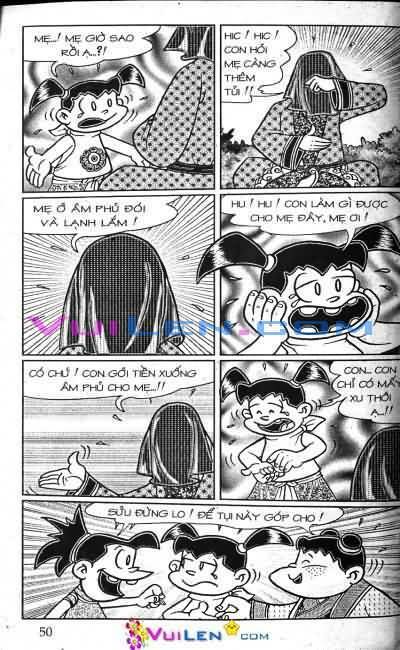 MẸ...! MẸ GIỜ SAO
RỒI Ạ...?!
HIC! HIC!
CON HỎI
MẸ CÀNG
THÊM
TỦI.!!
MẸ Ở ÂM PHỦ ĐÓI
VÀ LẠNH LẮM!
HU! HU! CON LÀM GÌ ĐƯỢC
CHO MẸ ĐÂY, MẸ ƠI!
VUILEN.COM
CÓ CHỨ! CON GỞI TIỀN XUỐNG
ÂM PHỦ CHO MẸ...!!
CON... CON
CHỈ CÓ MẤY
XU THÔI
Ạ...!!
SỬU ĐỪNG LO! ĐỂ TỤI NÀY GÓP CHO!
50
VUILEN.COM